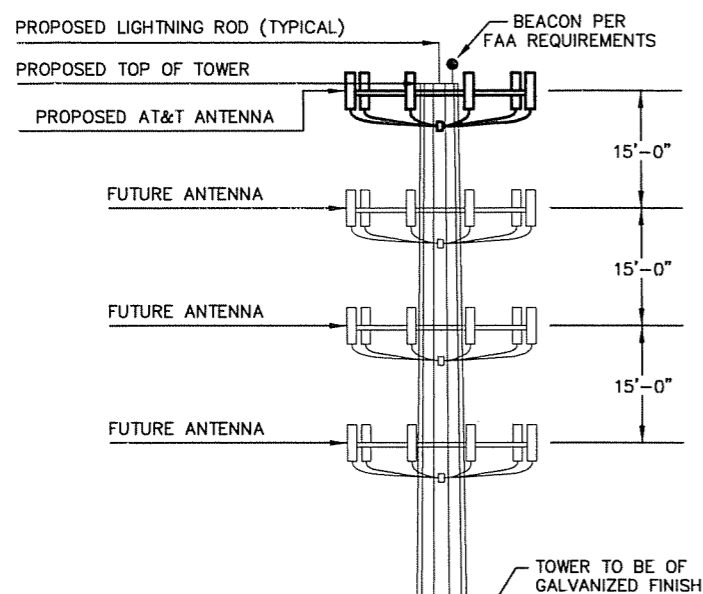 PROPOSED LIGHTNING ROD (TYPICAL)
BEACON PER
FAA REQUIREMENTS
PROPOSED TOP OF TOWER
PROPOSED AT&T ANTENNA
15'-0"
FUTURE ANTENNA
15'-0"
FUTURE ANTENNA
15'-0"
FUTURE ANTENNA
TOWER TO BE OF
GALVANIZED FINISH